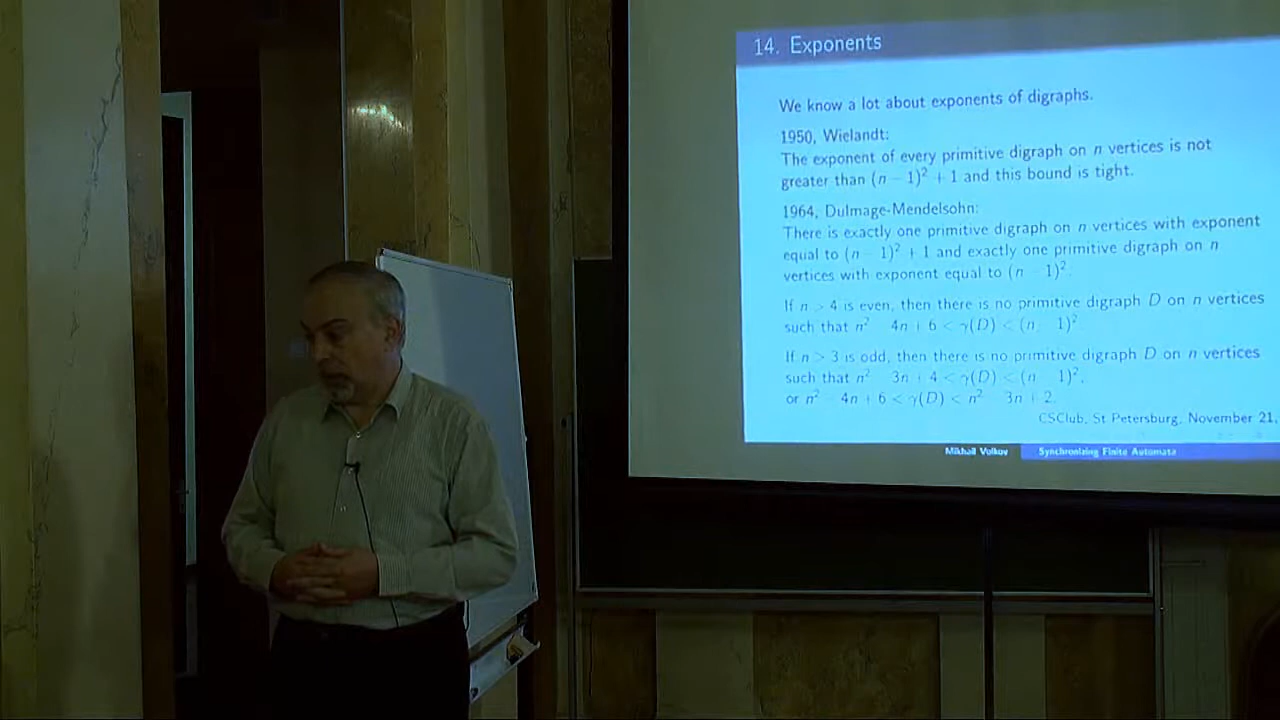 14. Exponents
We know a lot about exponents of digraphs.
1950, Wielandt:
The exponent of every primitive digraph on n vertices is not
greater than (n − 1)² + 1 and this bound is tight.
1964, Dulmage-Mendelsohn:
There is exactly one primitive digraph on n vertices with exponent
equal to (n − 1)² + 1 and exactly one primitive digraph on n
vertices with exponent equal to (n − 1)².
If n > 4 is even, then there is no primitive digraph D on n vertices
such that n² − 4n + 6 < γ(D) < (n − 1)²
If n > 3 is odd, then there is no primitive digraph D on n vertices
such that n² − 3n + 4 < γ(D) < (n − 1)²,
or n² − 4n + 6 < γ(D) < n² − 3n + 2.
CSClub, St Petersburg, November 21,
Mikhail Volkov Synchronizing Finite Automata